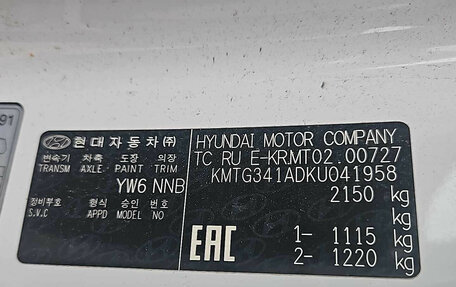 91
현대자동차㈜
변속기 차축 도장 의장
TRANSM AXLE. PAINT TRIM
YW6 NNB
정비부호 형식 승인 번호
S.V.C APPD MODEL NO
HYUNDAI MOTOR COMPANY
TC RU E-KRMT02.00727
KMTG341ADKU041958
2150 kg
kg
1- 1115 kg
2- 1220 kg
EAC